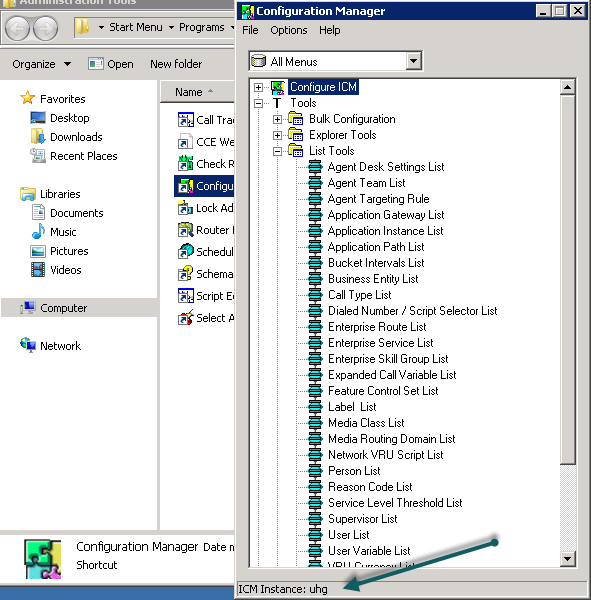 Administration Tools
Start Menu
Programs
Organize
Open
New folder
Favorites
Desktop
Downloads
Recent Places
Libraries
Documents
Music
Pictures
Videos
Computer
Network
Name
Call Trac
CCE We
Check R
Configu
Lock Ad
Router
Schedul
Schema
Script E
Select A
Configuration Manager Date n
Shortcut
Configuration Manager
File Options Help
All Menus
Configure ICM
Tools
Bulk Configuration
Explorer Tools
List Tools
Agent Desk Settings List
Agent Team List
Agent Targeting Rule
Application Gateway List
Application Instance List
Application Path List
Bucket Intervals List
Business Entity List
Call Type List
Dialed Number / Script Selector List
Enterprise Route List
Enterprise Service List
Enterprise Skill Group List
Expanded Call Variable List
Feature Control Set List
Label List
Media Class List
Media Routing Domain List
Network VRU Script List
Person List
Reason Code List
Service Level Threshold List
Supervisor List
User List
User Variable List
VRU Currency List
ICM Instance: uhg